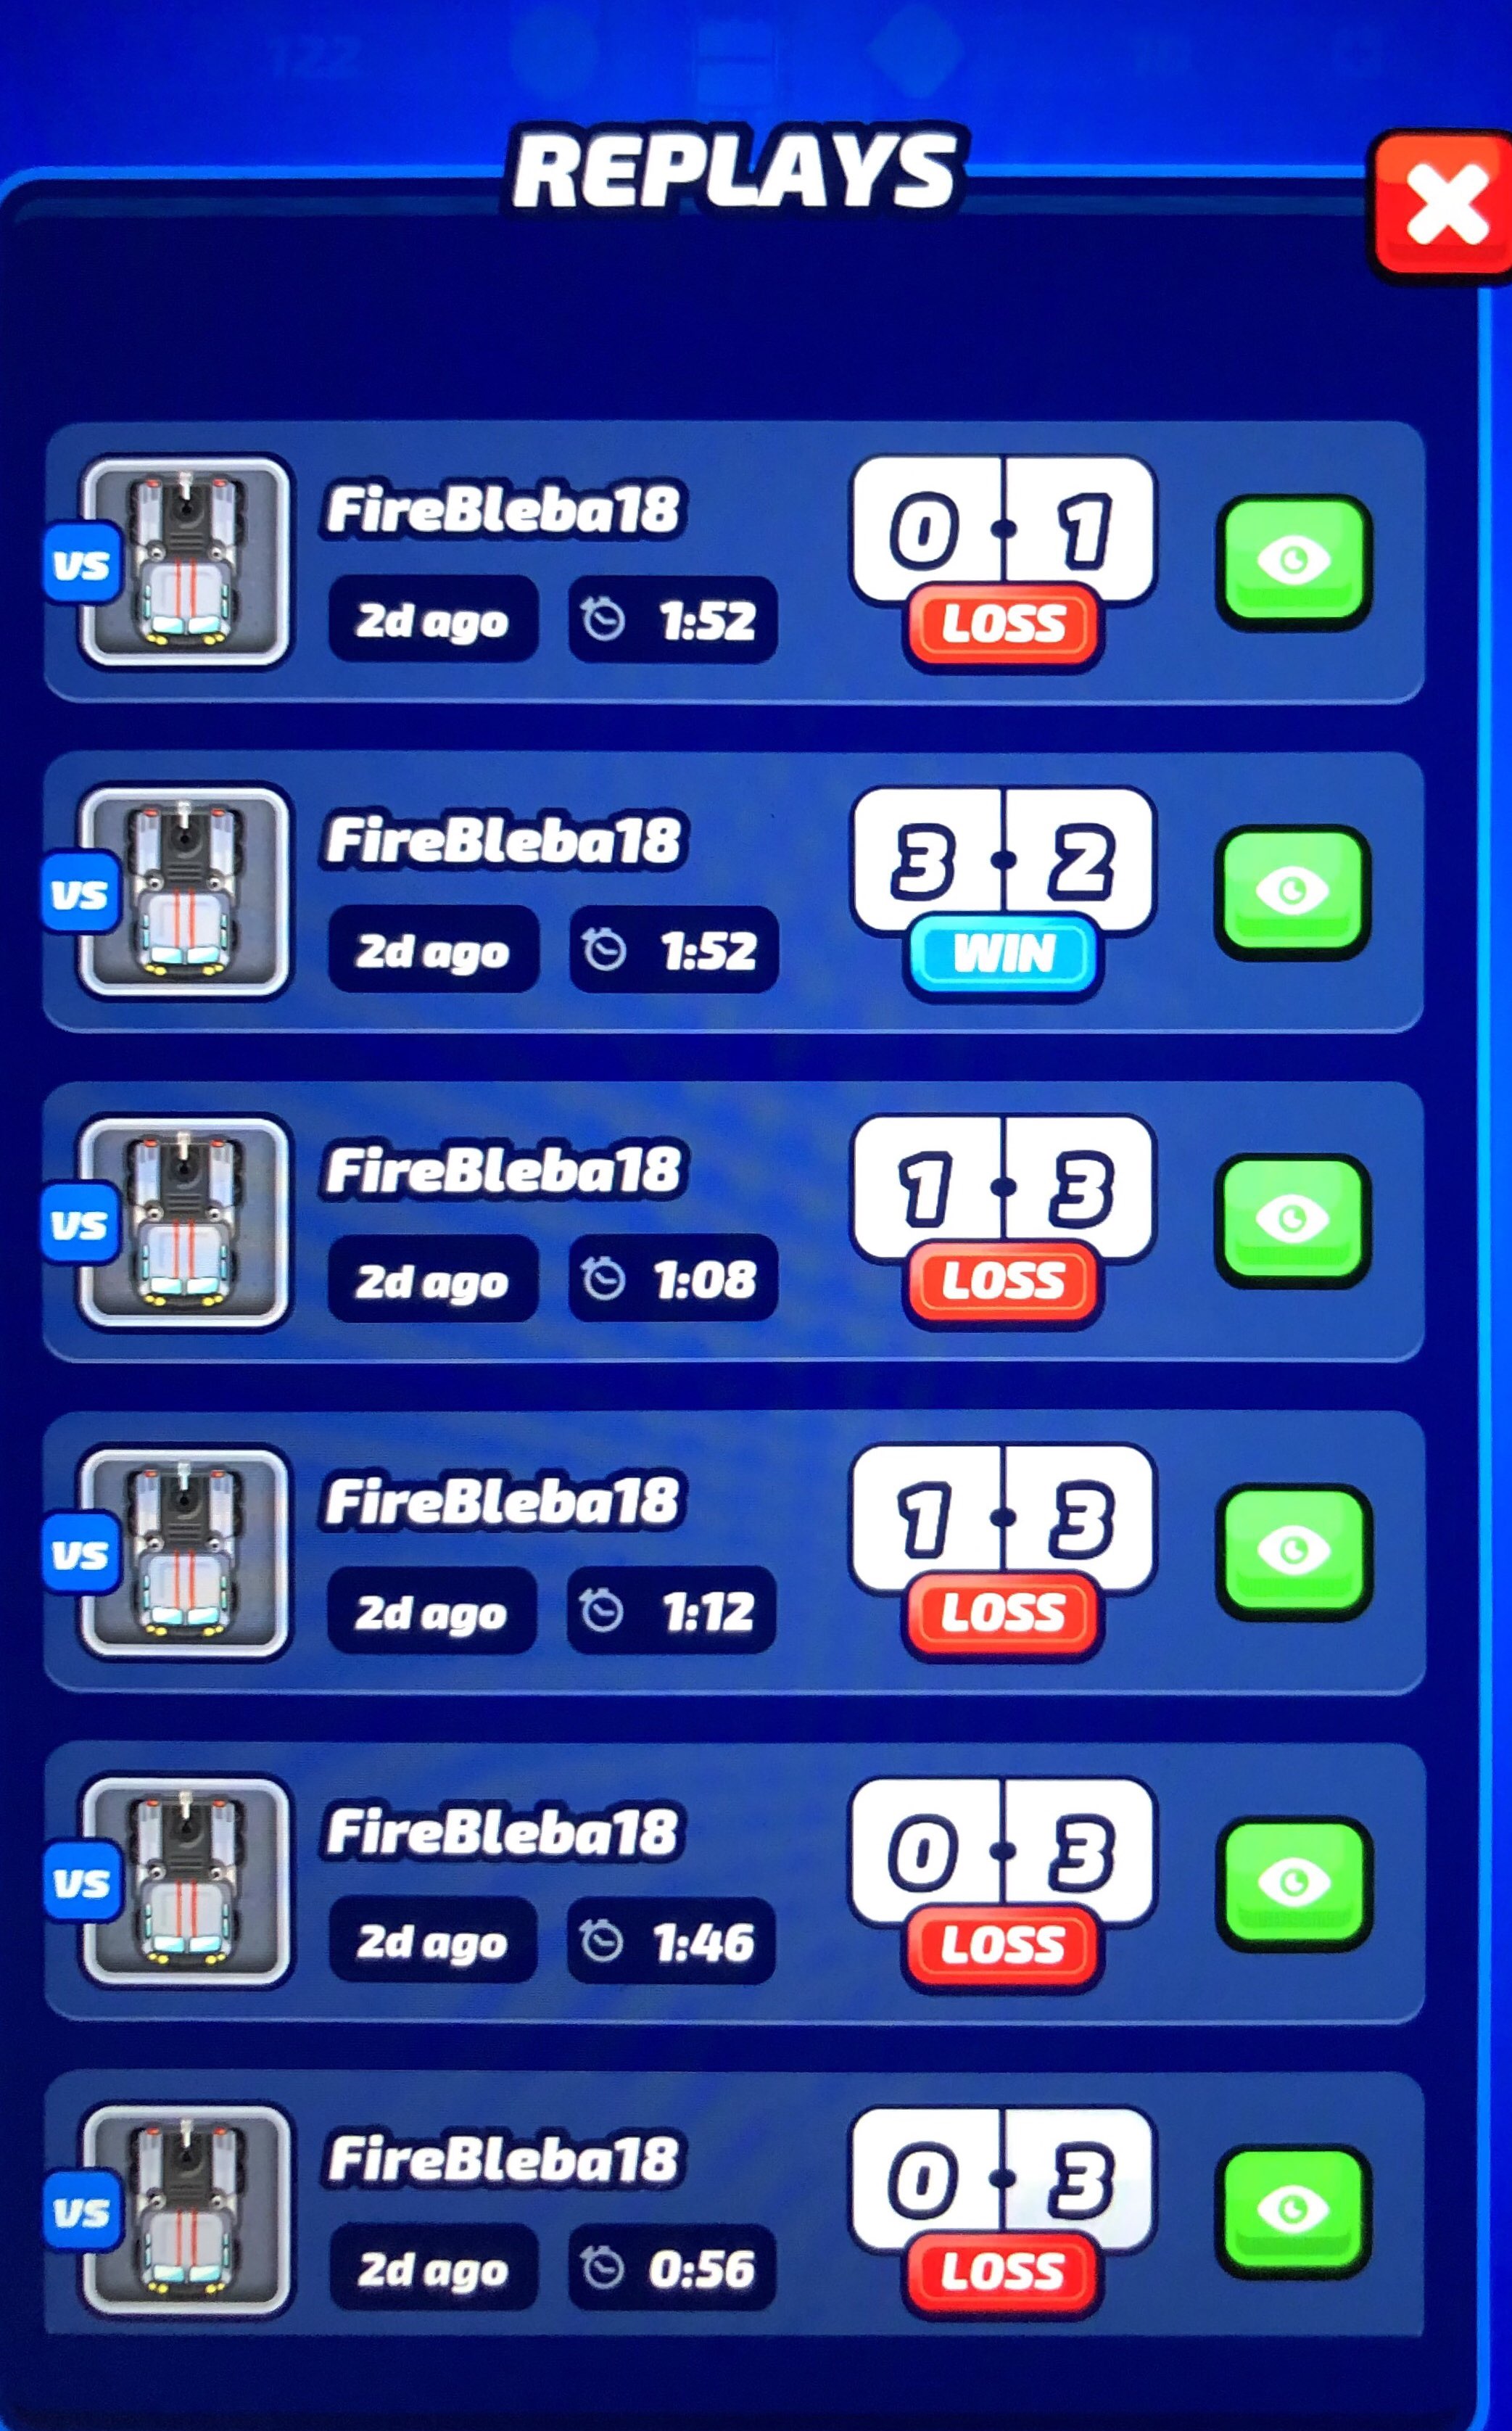 122
REPLAYS
VS
FireBleba18
2d ago 1:52
0 · 1
LOSS
VS
FireBleba18
2d ago 1:52
3 · 2
WIN
VS
FireBleba18
2d ago 1:08
1 · 3
LOSS
VS
FireBleba18
2d ago 1:12
1 · 3
LOSS
VS
FireBleba18
2d ago 1:46
0 · 3
LOSS
VS
FireBleba18
2d ago 0:56
0 · 3
LOSS